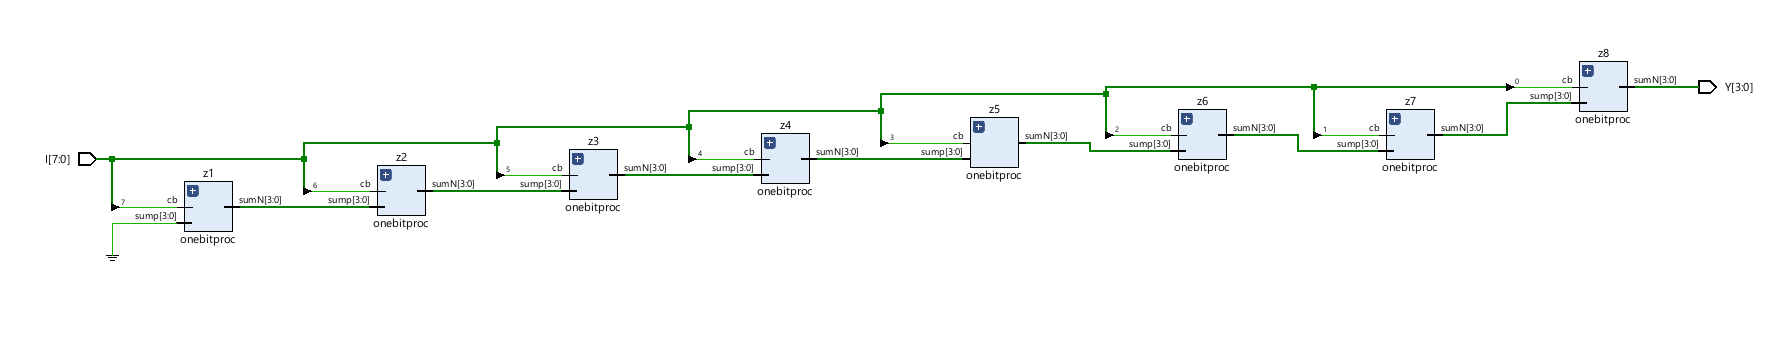 I[7:0]
z1
7
cb
sump[3:0]
sumN[3:0]
onebitproc
z2
6
cb
sump[3:0]
sumN[3:0]
onebitproc
z3
5
cb
sump[3:0]
sumN[3:0]
onebitproc
z4
4
cb
sump[3:0]
sumN[3:0]
onebitproc
z5
3
cb
sump[3:0]
sumN[3:0]
onebitproc
z6
2
cb
sump[3:0]
sumN[3:0]
onebitproc
z7
1
cb
sump[3:0]
sumN[3:0]
onebitproc
z8
0
cb
sump[3:0]
sumN[3:0]
onebitproc
Y[3:0]